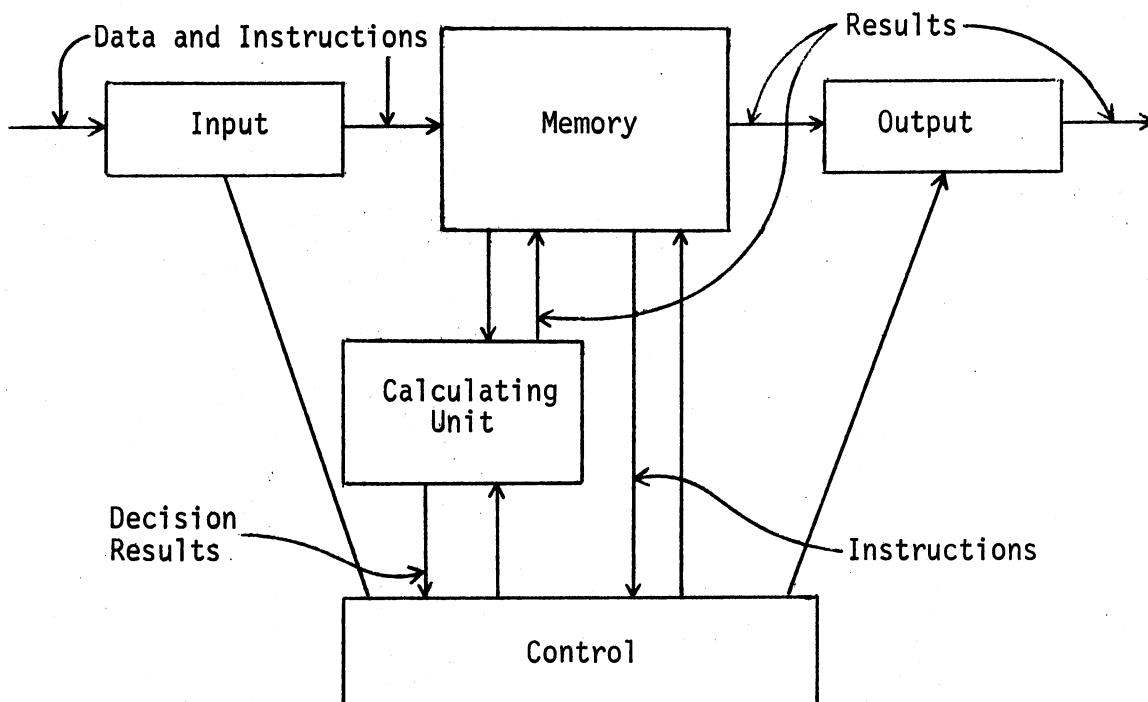 Data and Instructions
Results
Input
Memory
Output
Calculating
Unit
Decision
Results
Instructions
Control